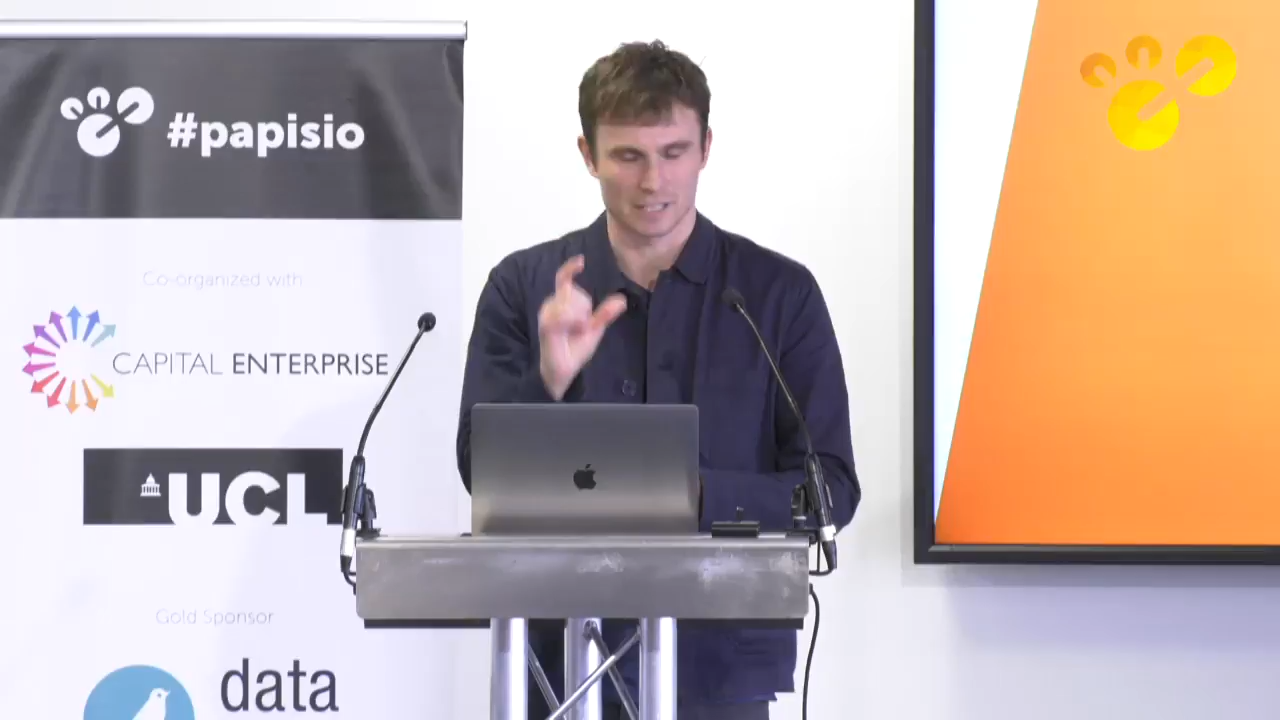 #papisio
Co-organized with
CAPITAL ENTERPRISE
UCL
Gold Sponsor
data